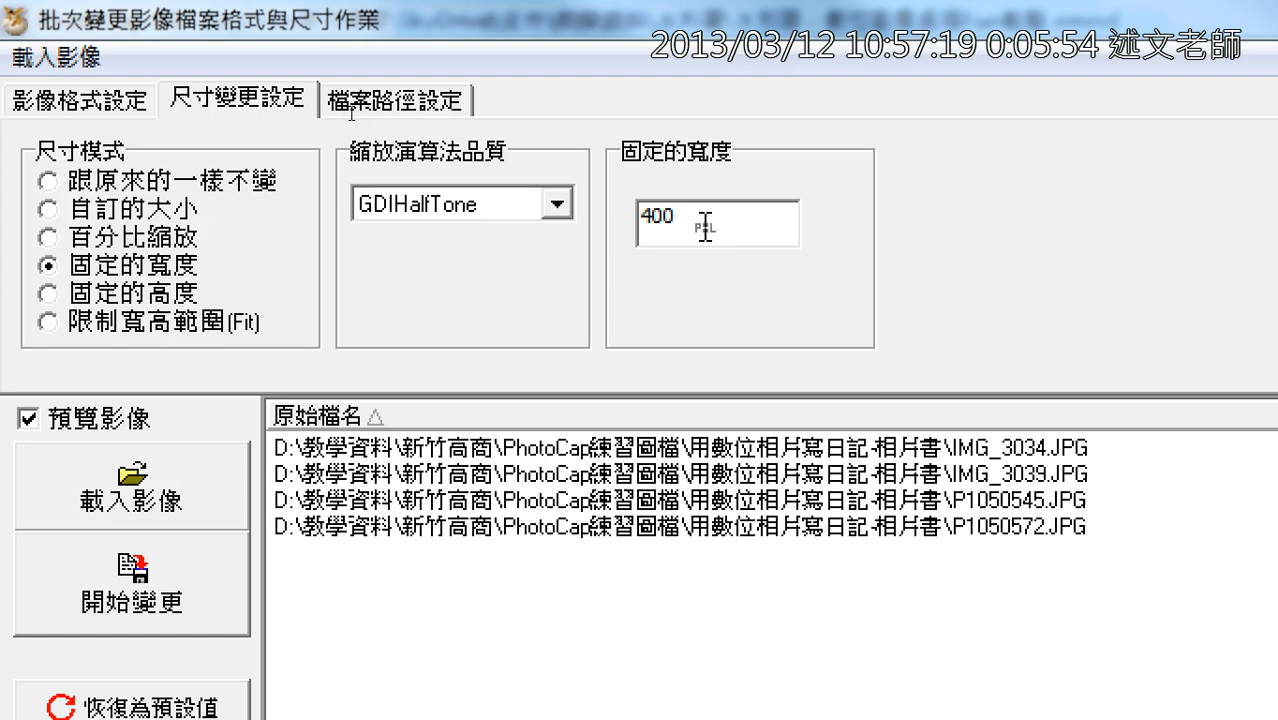 批次變更影像檔案格式與尺寸作業
2013/03/12 10:57:19 0:05:54 述文老師
載入影像
影像格式設定 尺寸變更設定 檔案路徑設定
尺寸模式
跟原來的一樣不變
自訂的大小
百分比縮放
固定的寬度
固定的高度
限制寬高範圍(Fit)
縮放演算法品質
GDIHalfTone
固定的寬度
400
預覽影像
載入影像
開始變更
恢復為預設值
原始檔名
D:\教學資料\新竹高商\PhotoCap練習圖檔\用數位相片寫日記-相片書\IMG_3034.JPG
D:\教學資料\新竹高商\PhotoCap練習圖檔\用數位相片寫日記-相片書\IMG_3039.JPG
D:\教學資料\新竹高商\PhotoCap練習圖檔\用數位相片寫日記-相片書\P1050545.JPG
D:\教學資料\新竹高商\PhotoCap練習圖檔\用數位相片寫日記-相片書\P1050572.JPG